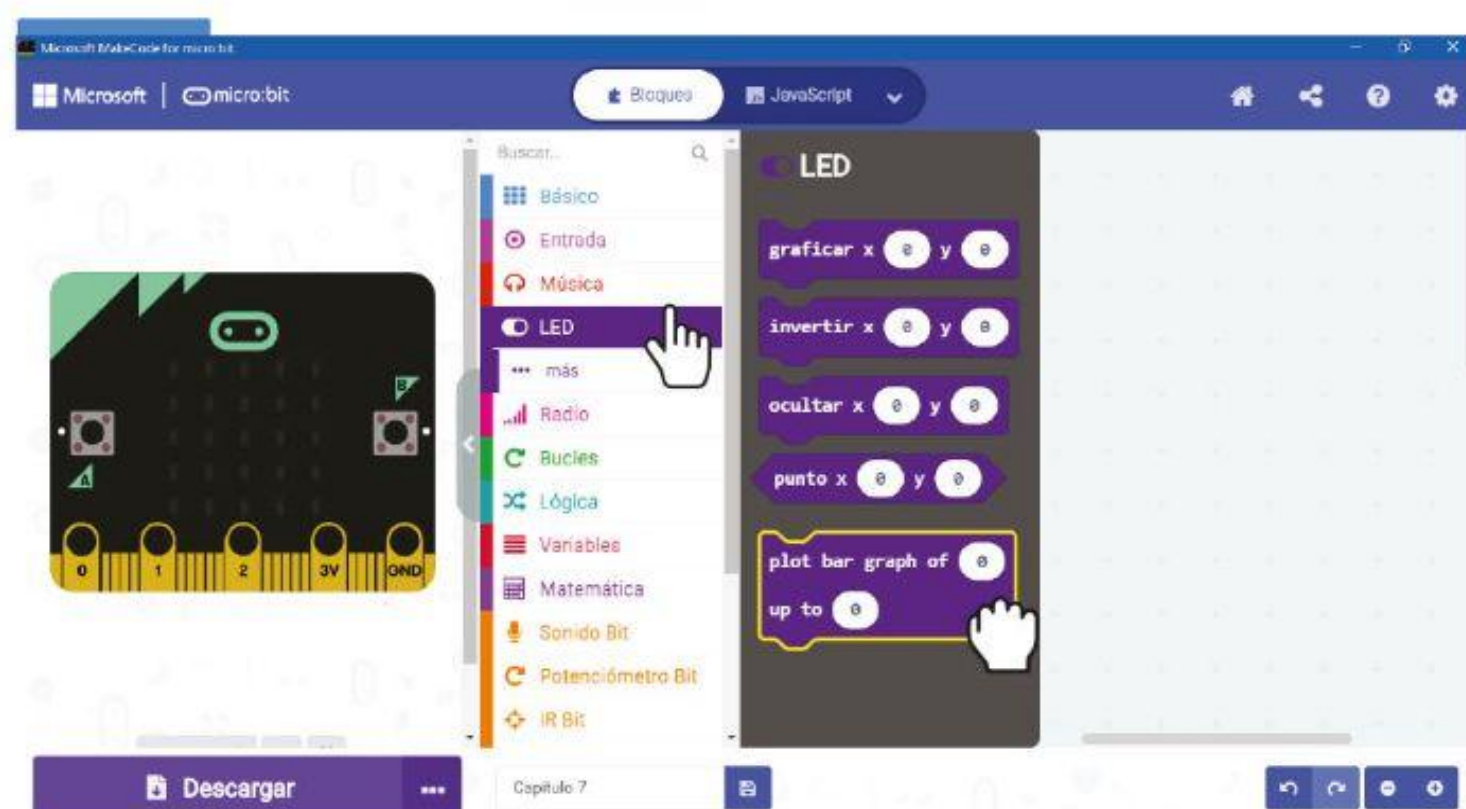 Microsoft MakeCode for micro:bit
Microsoft | micro:bit
Bloques
JavaScript
Buscar...
Básico
Entrada
Música
LED
más
Radio
Bucles
Lógica
Variables
Matemática
Sonido Bit
Potenciómetro Bit
IR Bit
LED
graficar x 0 y 0
invertir x 0 y 0
ocultar x 0 y 0
punto x 0 y 0
plot bar graph of 0
up to 0
B
A
0 1 2 3V GND
Descargar
Capítulo 7